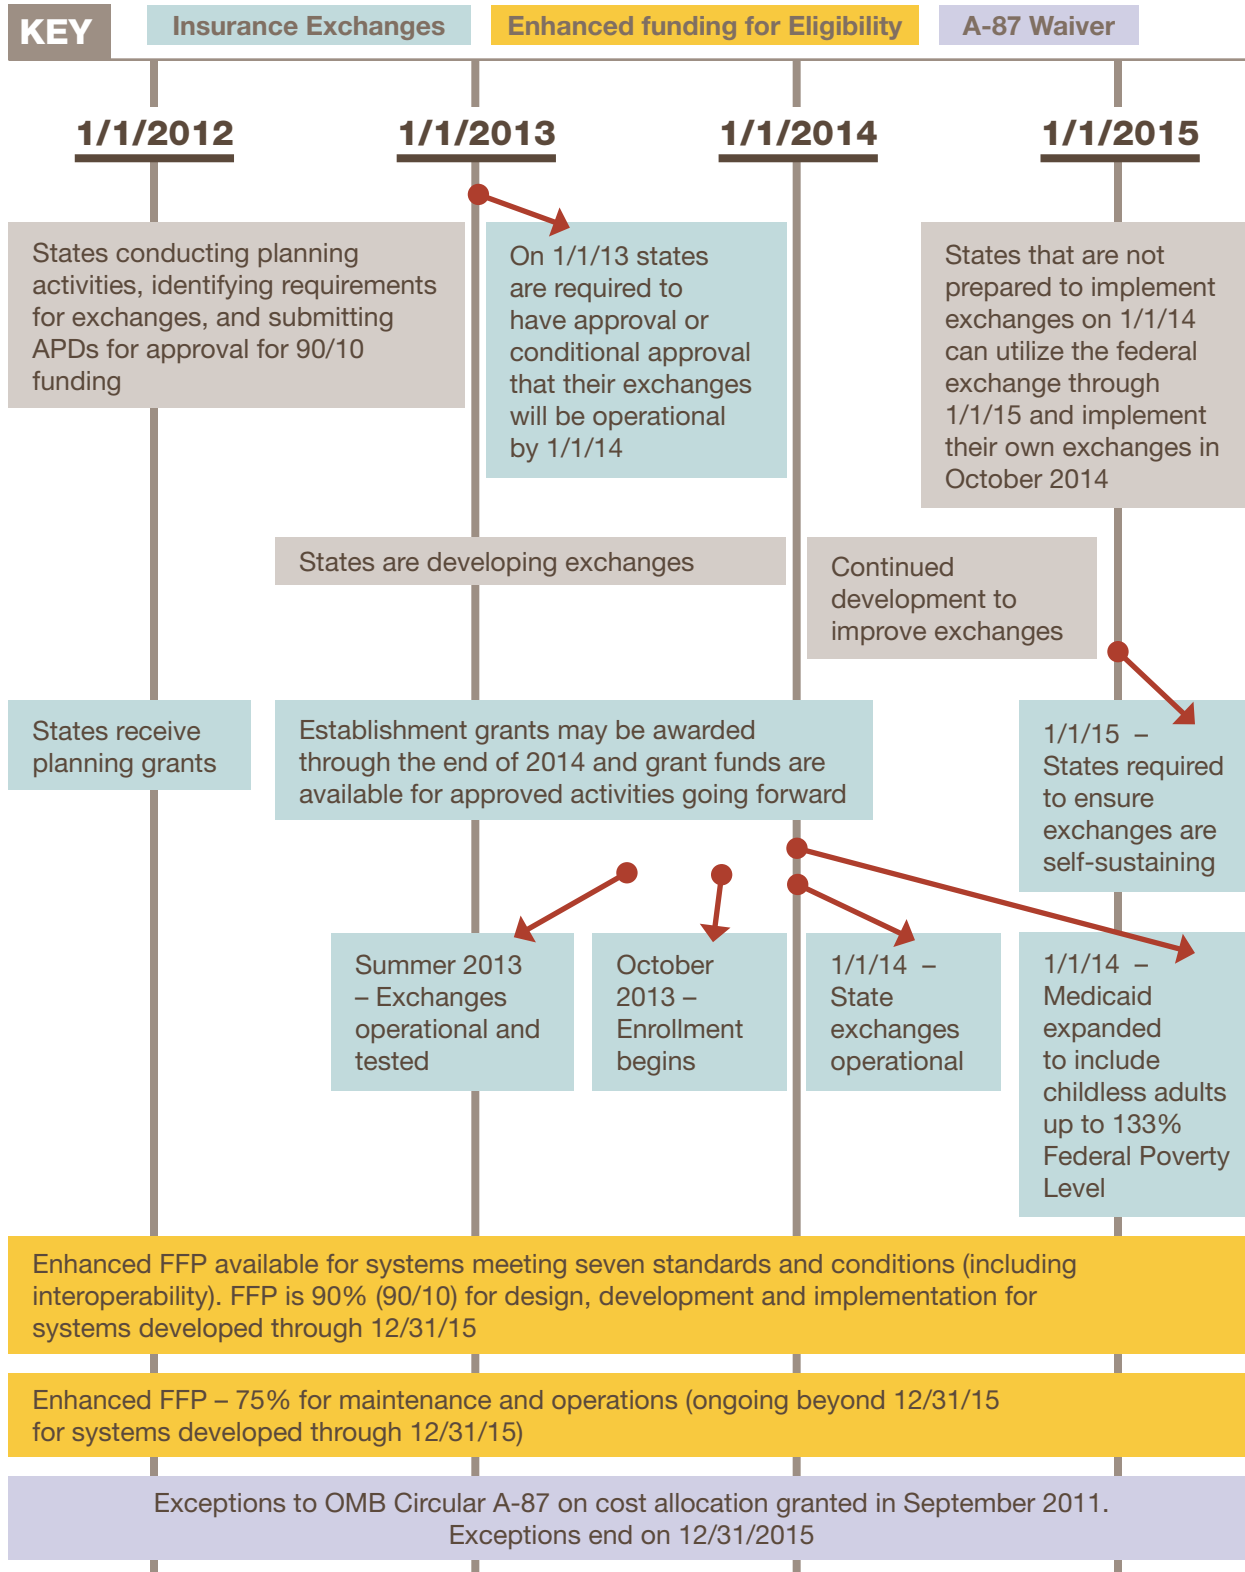 KEY
Insurance Exchanges
Enhanced funding for Eligibility
A-87 Waiver
1/1/2012
1/1/2013
1/1/2014
1/1/2015
States conducting planning
activities, identifying requirements
for exchanges, and submitting
APDs for approval for 90/10
funding
On 1/1/13 states
are required to
have approval or
conditional approval
that their exchanges
will be operational
by 1/1/14
States that are not
prepared to implement
exchanges on 1/1/14
can utilize the federal
exchange through
1/1/15 and implement
their own exchanges in
October 2014
States are developing exchanges
Continued
development to
improve exchanges
States receive
planning grants
Establishment grants may be awarded
through the end of 2014 and grant funds are
available for approved activities going forward
1/1/15 –
States required
to ensure
exchanges are
self-sustaining
Summer 2013
– Exchanges
operational and
tested
October
2013 –
Enrollment
begins
1/1/14 –
State
exchanges
operational
1/1/14 –
Medicaid
expanded
to include
childless adults
up to 133%
Federal Poverty
Level
Enhanced FFP available for systems meeting seven standards and conditions (including
interoperability). FFP is 90% (90/10) for design, development and implementation for
systems developed through 12/31/15
Enhanced FFP – 75% for maintenance and operations (ongoing beyond 12/31/15
for systems developed through 12/31/15)
Exceptions to OMB Circular A-87 on cost allocation granted in September 2011.
Exceptions end on 12/31/2015